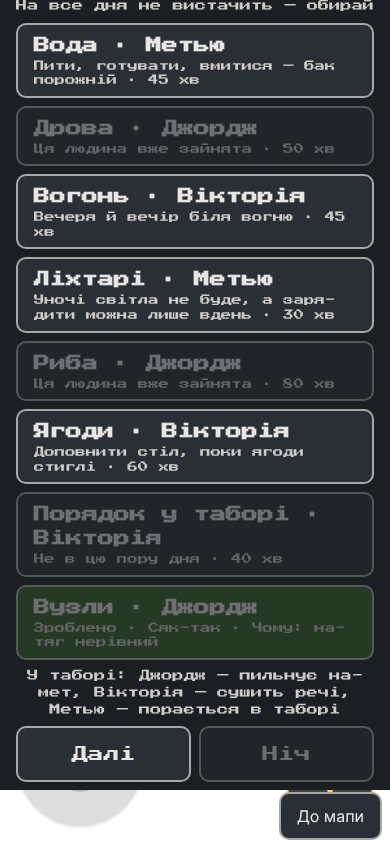 На все дня не вистачить — обирай
Вода · Метью
Пити, готувати, вмитися — бак
порожній · 45 хв
Дрова · Джордж
Ця людина вже зайнята · 50 хв
Вогонь · Вікторія
Вечеря й вечір біля вогню · 45
хв
Ліхтарі · Метью
Уночі світла не буде, а заря-
дити можна лише вдень · 30 хв
Риба · Джордж
Ця людина вже зайнята · 80 хв
Ягоди · Вікторія
Доповнити стіл, поки ягоди
стиглі · 60 хв
Порядок у таборі ·
Вікторія
Не в цю пору дня · 40 хв
Вузли · Джордж
Зроблено · Сяк-так · Чому: на-
тяг нерівний
У таборі: Джордж — пильнує на-
мет, Вікторія — сушить речі,
Метью — порається в таборі
Далі
Ніч
До мапи